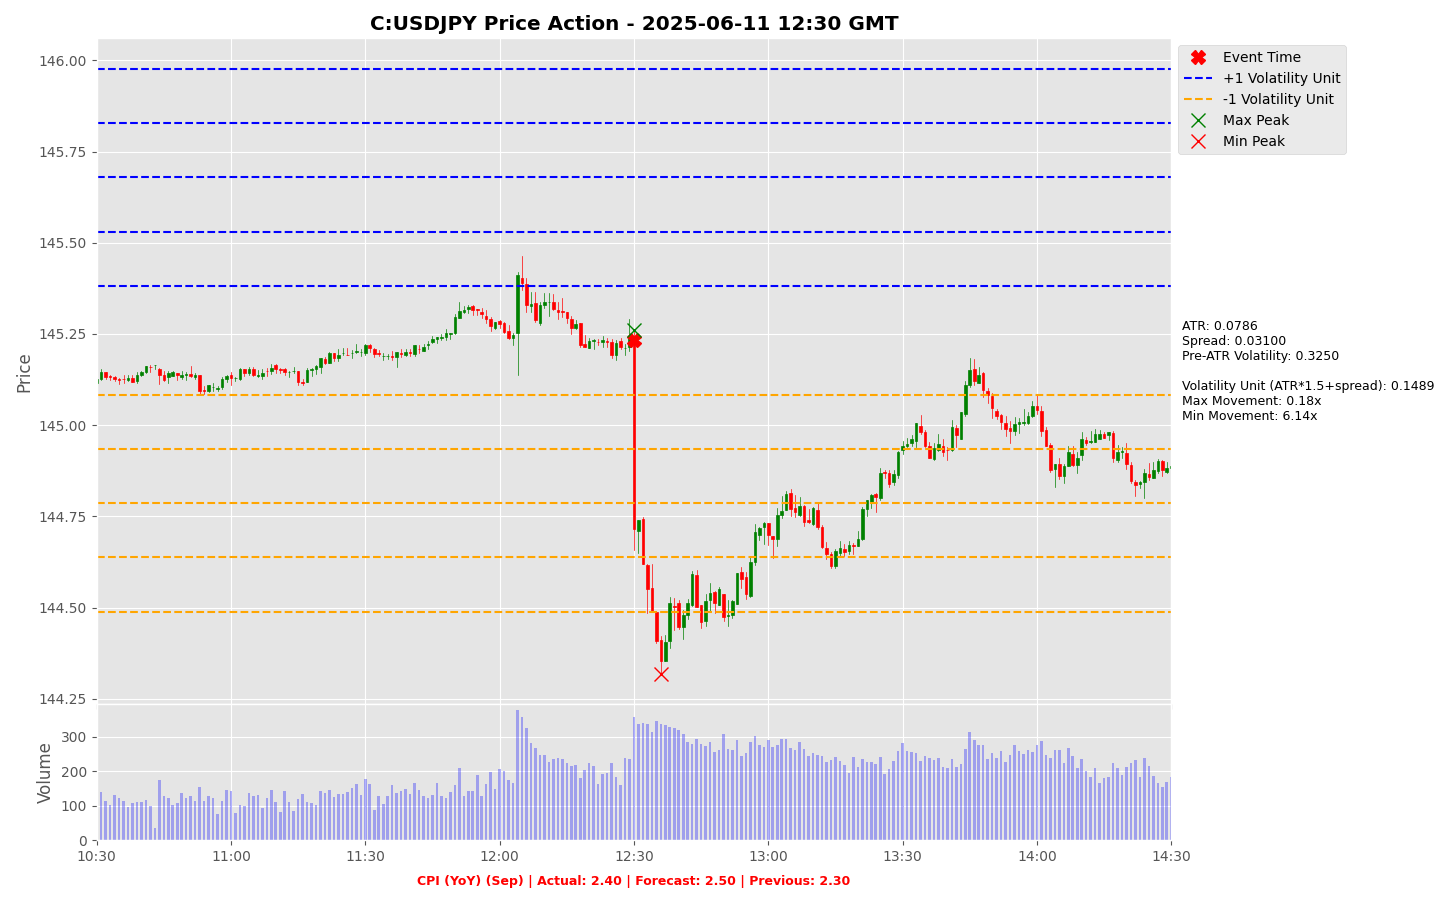 C:USDJPY Price Action - 2025-06-11 12:30 GMT
Event Time
+1 Volatility Unit
-1 Volatility Unit
Max Peak
Min Peak
146.00
145.75
145.50
145.25
145.00
144.75
144.50
144.25
Price
ATR: 0.0786
Spread: 0.03100
Pre-ATR Volatility: 0.3250
Volatility Unit (ATR*1.5+spread): 0.1489
Max Movement: 0.18x
Min Movement: 6.14x
300
200
100
0
Volume
10:30 11:00 11:30 12:00 12:30 13:00 13:30 14:00 14:30
CPI (YoY) (Sep) | Actual: 2.40 | Forecast: 2.50 | Previous: 2.30